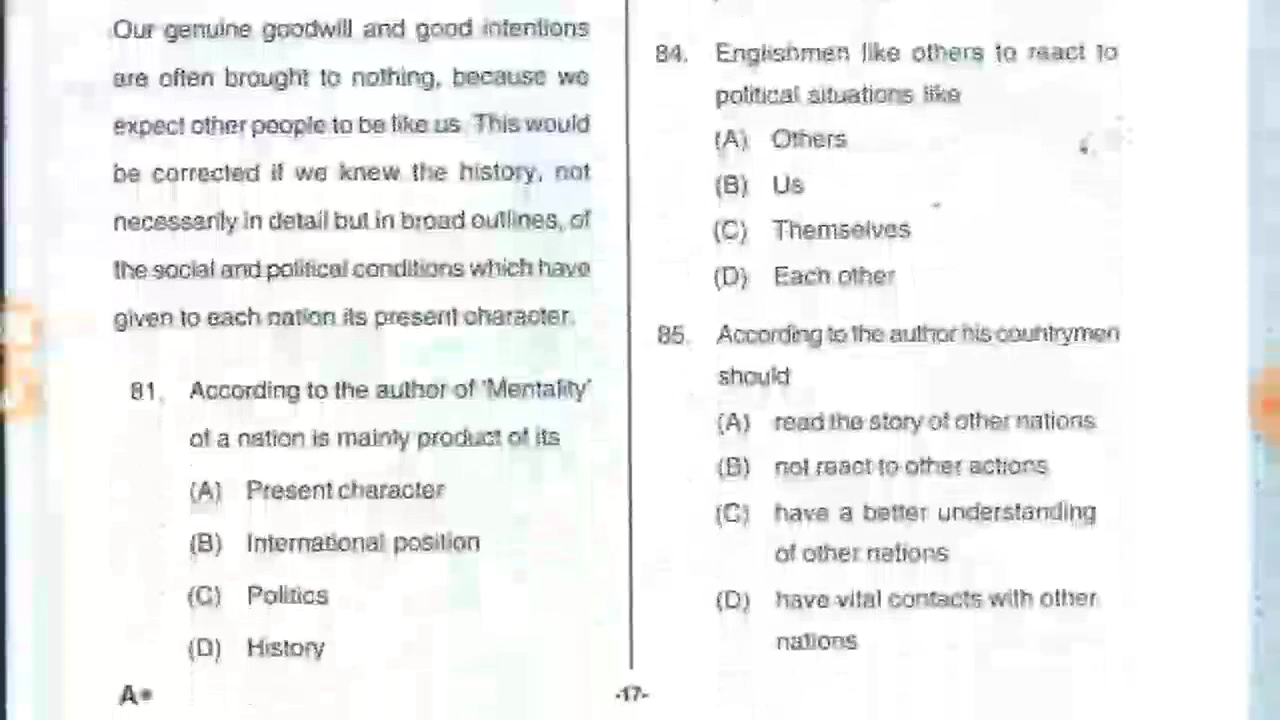 Our genuine goodwill and good intentions
are often brought to nothing, because we
expect other people to be like us. This would
be corrected if we knew the history, not
necessarily in detail but in broad outlines, of
the social and political conditions which have
given to each nation its present character.
81. According to the author of 'Mentality'
of a nation is mainly product of its
(A) Present character
(B) International position
(C) Politics
(D) History
A•
84. Englishmen like others to react to
political situations like
(A) Others
(B) Us
(C) Themselves
(D) Each other
85. According to the author his countrymen
should
(A) read the story of other nations
(B) not react to other actions
(C) have a better understanding
of other nations
(D) have vital contacts with other
nations
-17-